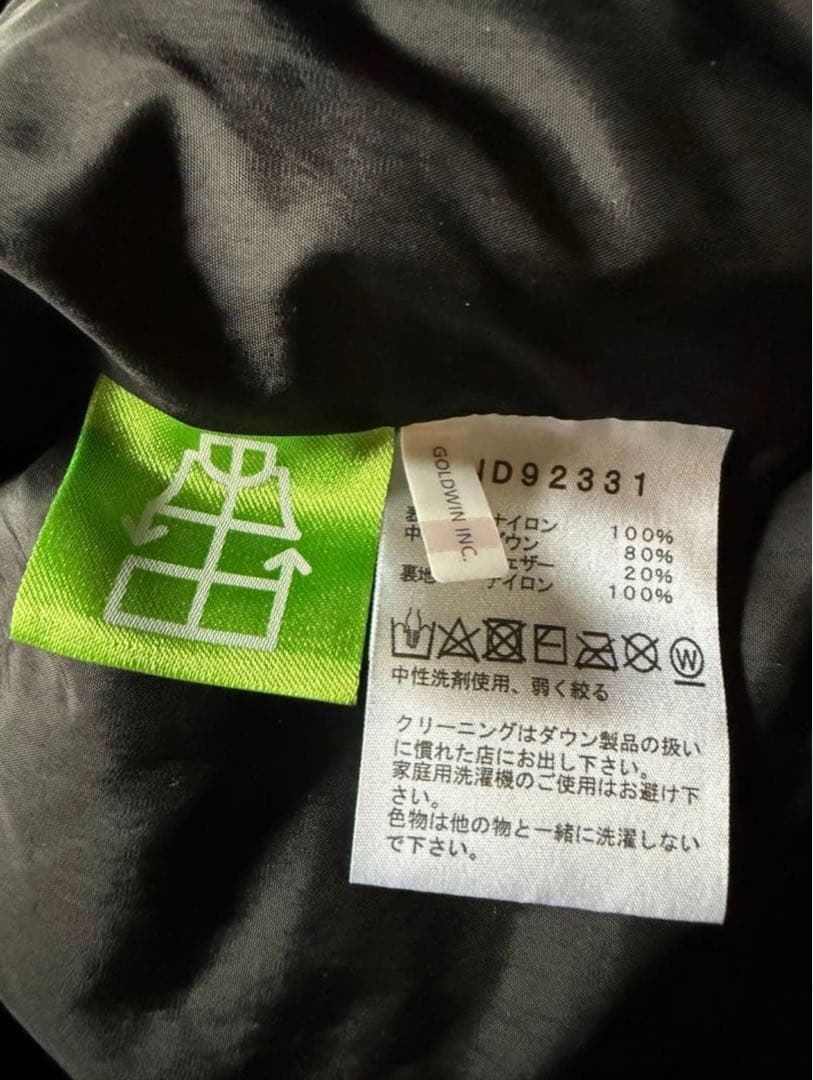 GOLDWIN INC.
ND92331
ナイロン 100%
中 ダウン 80%
ェザー 20%
裏地 ナイロン 100%
W
中性洗剤使用、弱く絞る
クリーニングはダウン製品の扱い
に慣れた店にお出し下さい。
家庭用洗濯機のご使用はお避け下
さい。
色物は他の物と一緒に洗濯しない
で下さい。